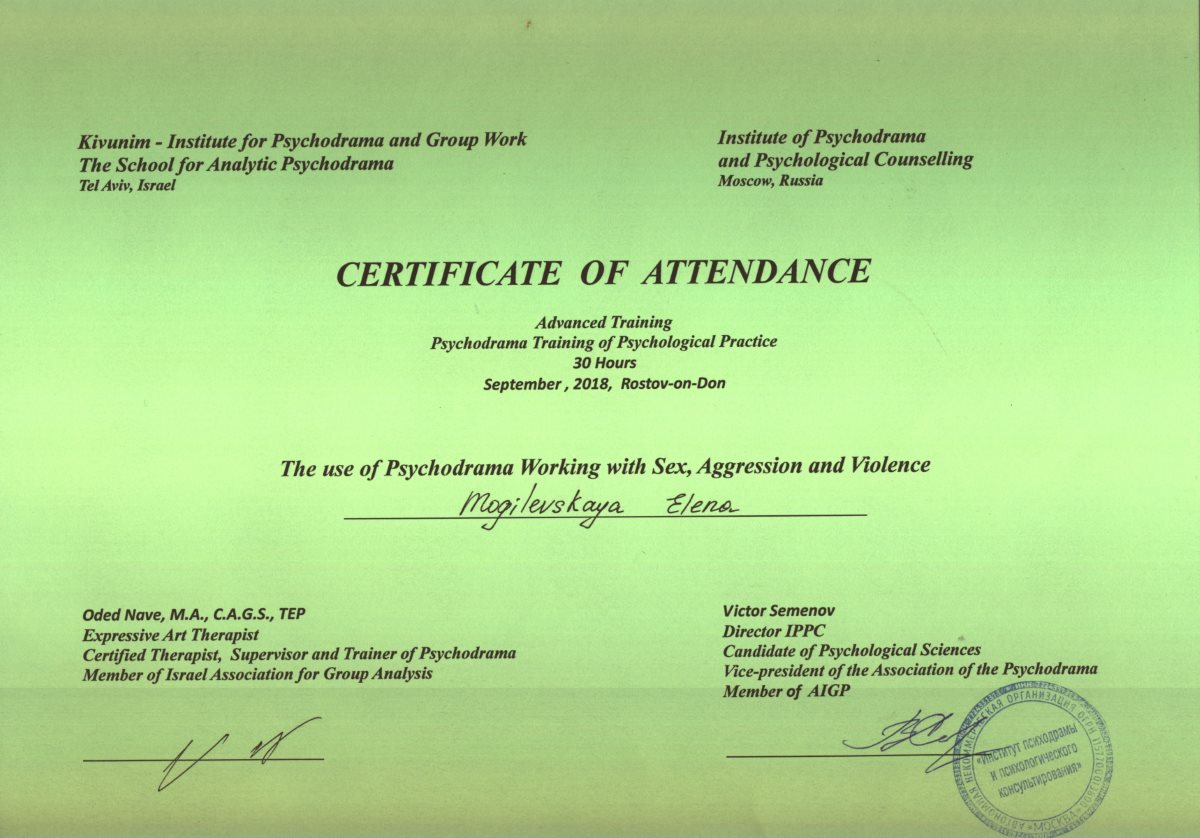 Kivunim - Institute for Psychodrama and Group Work
The School for Analytic Psychodrama
Tel Aviv, Israel
Institute of Psychodrama
and Psychological Counselling
Moscow, Russia
CERTIFICATE OF ATTENDANCE
Advanced Training
Psychodrama Training of Psychological Practice
30 Hours
September , 2018, Rostov-on-Don
The use of Psychodrama Working with Sex, Aggression and Violence
Mogilevskaya Elena
Oded Nave, M.A., C.A.G.S., TEP
Expressive Art Therapist
Certified Therapist, Supervisor and Trainer of Psychodrama
Member of Israel Association for Group Analysis
Victor Semenov
Director IPPC
Candidate of Psychological Sciences
Vice-president of the Association of the Psychodrama
Member of AIGP
АВТОНОМНАЯ НЕКОММЕРЧЕСКАЯ ОРГАНИЗАЦИЯ ОГРН
«Институт психодрамы
и психологического
консультирования»
МОСКВА